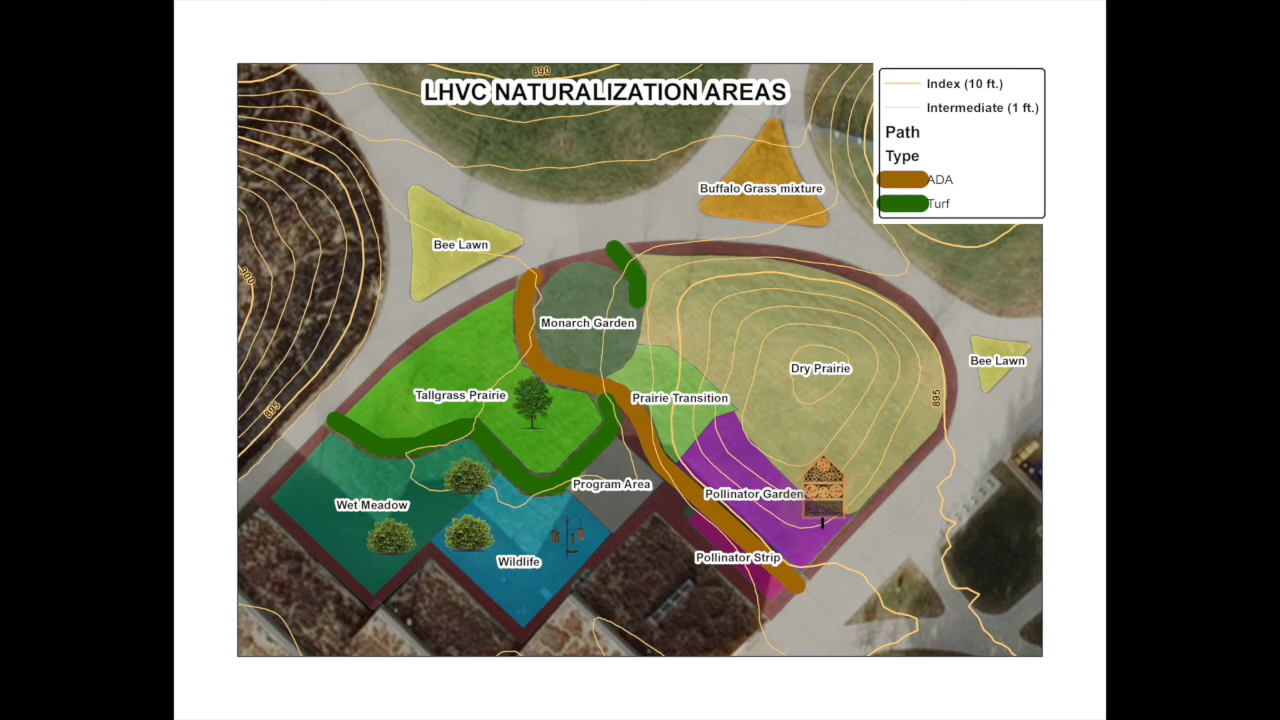 890
LHVC NATURALIZATION AREAS
Index (10 ft.)
Intermediate (1 ft.)
Path
Type
ADA
Turf
Buffalo Grass mixture
Bee Lawn
900
Monarch Garden
Bee Lawn
Dry Prairie
Tallgrass Prairie
Prairie Transition
895
895
Program Area
Pollinator Garden
Wet Meadow
Pollinator Strip
Wildlife